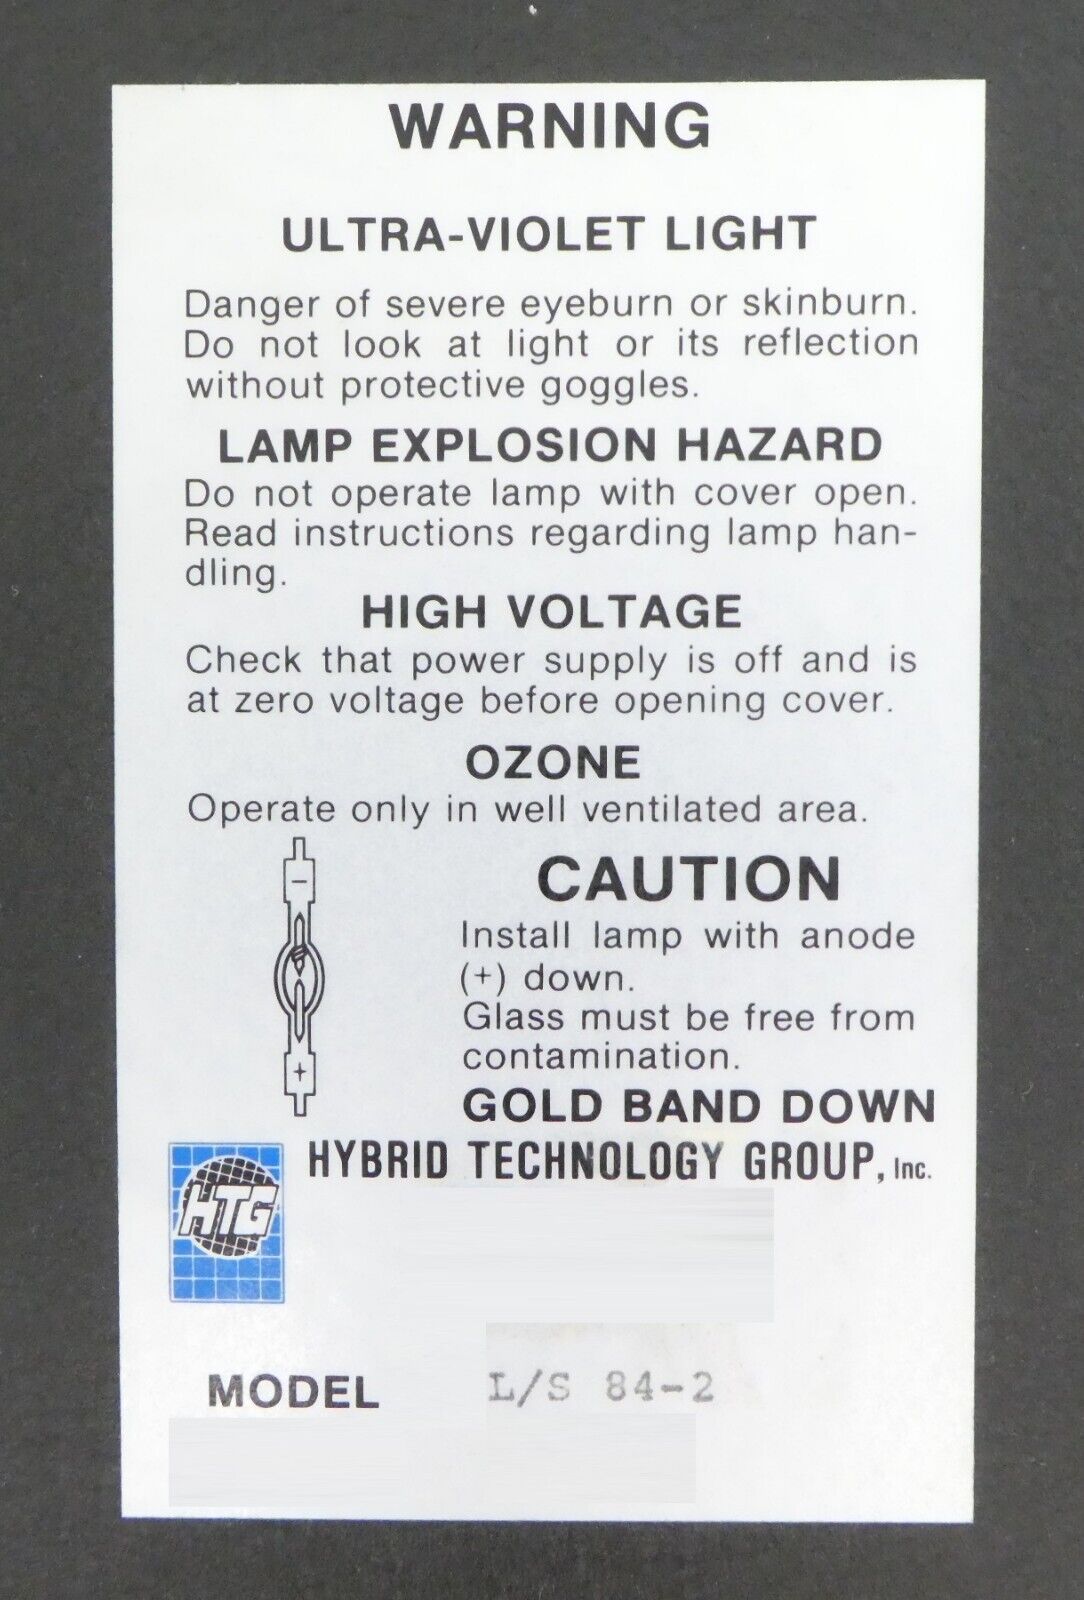 WARNING
ULTRA-VIOLET LIGHT
Danger of severe eyeburn or skinburn.
Do not look at light or its reflection
without protective goggles.
LAMP EXPLOSION HAZARD
Do not operate lamp with cover open.
Read instructions regarding lamp han-
dling.
HIGH VOLTAGE
Check that power supply is off and is
at zero voltage before opening cover.
OZONE
Operate only in well ventilated area.
−
+
CAUTION
Install lamp with anode
(+) down.
Glass must be free from
contamination.
GOLD BAND DOWN
HTG
HYBRID TECHNOLOGY GROUP, Inc.
MODEL L/S 84-2